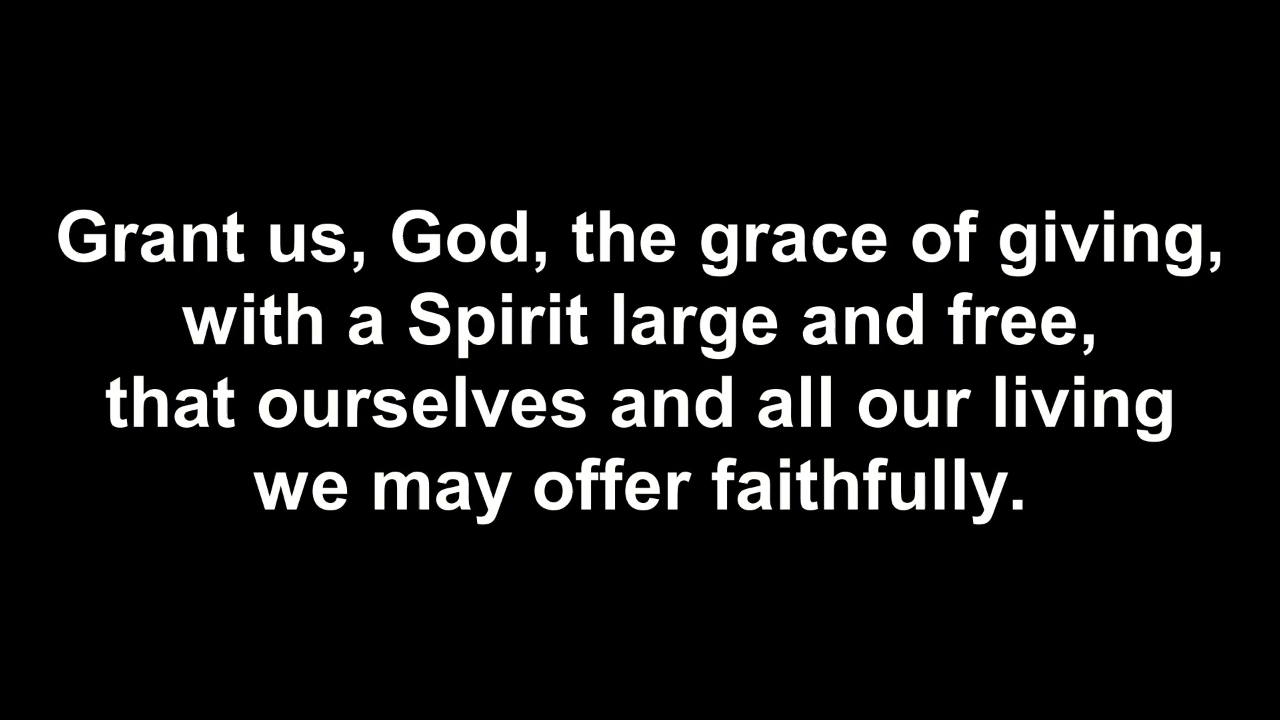 Grant us, God, the grace of giving,
with a Spirit large and free,
that ourselves and all our living
we may offer faithfully.